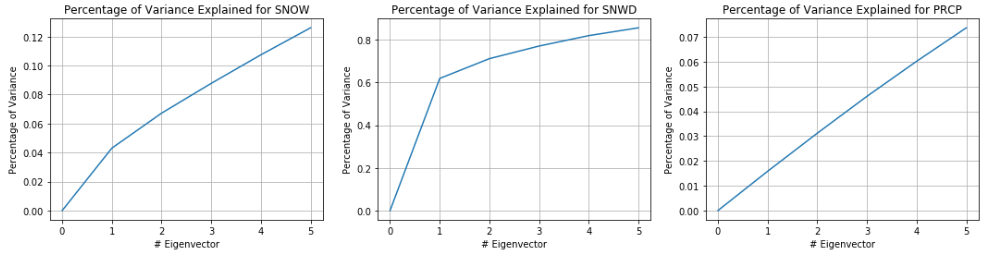 Percentage of Variance Explained for SNOW
Percentage of Variance
0.12
0.10
0.08
0.06
0.04
0.02
0.00
0 1 2 3 4 5
# Eigenvector
Percentage of Variance Explained for SNWD
Percentage of Variance
0.8
0.6
0.4
0.2
0.0
0 1 2 3 4 5
# Eigenvector
Percentage of Variance Explained for PRCP
Percentage of Variance
0.07
0.06
0.05
0.04
0.03
0.02
0.01
0.00
0 1 2 3 4 5
# Eigenvector